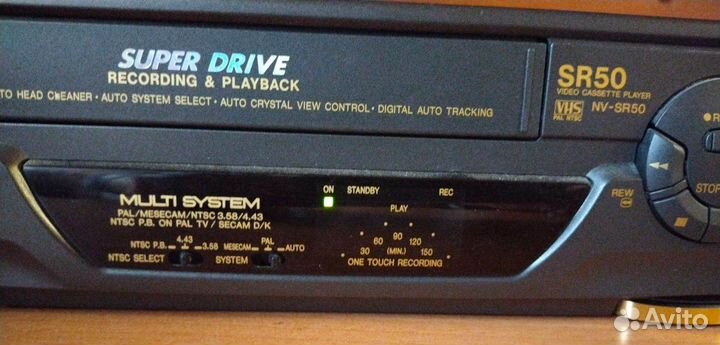 SUPER DRIVE
RECORDING & PLAYBACK
TO HEAD CLEANER • AUTO SYSTEM SELECT • AUTO CRYSTAL VIEW CONTROL • DIGITAL AUTO TRACKING
SR50
VIDEO CASSETTE PLAYER
VHS NV-SR50
PAL NTSC
REW
STOP
MULTI SYSTEM
PAL/MESECAM/NTSC 3.58/4.43
NTSC P.B. ON PAL TV / SECAM D/K
NTSC P.B. 4.43 3.58 MESECAM PAL AUTO
NTSC SELECT SYSTEM
ON STANDBY REC
PLAY
30 60 90 120 150
(MIN.)
ONE TOUCH RECORDING
Avito